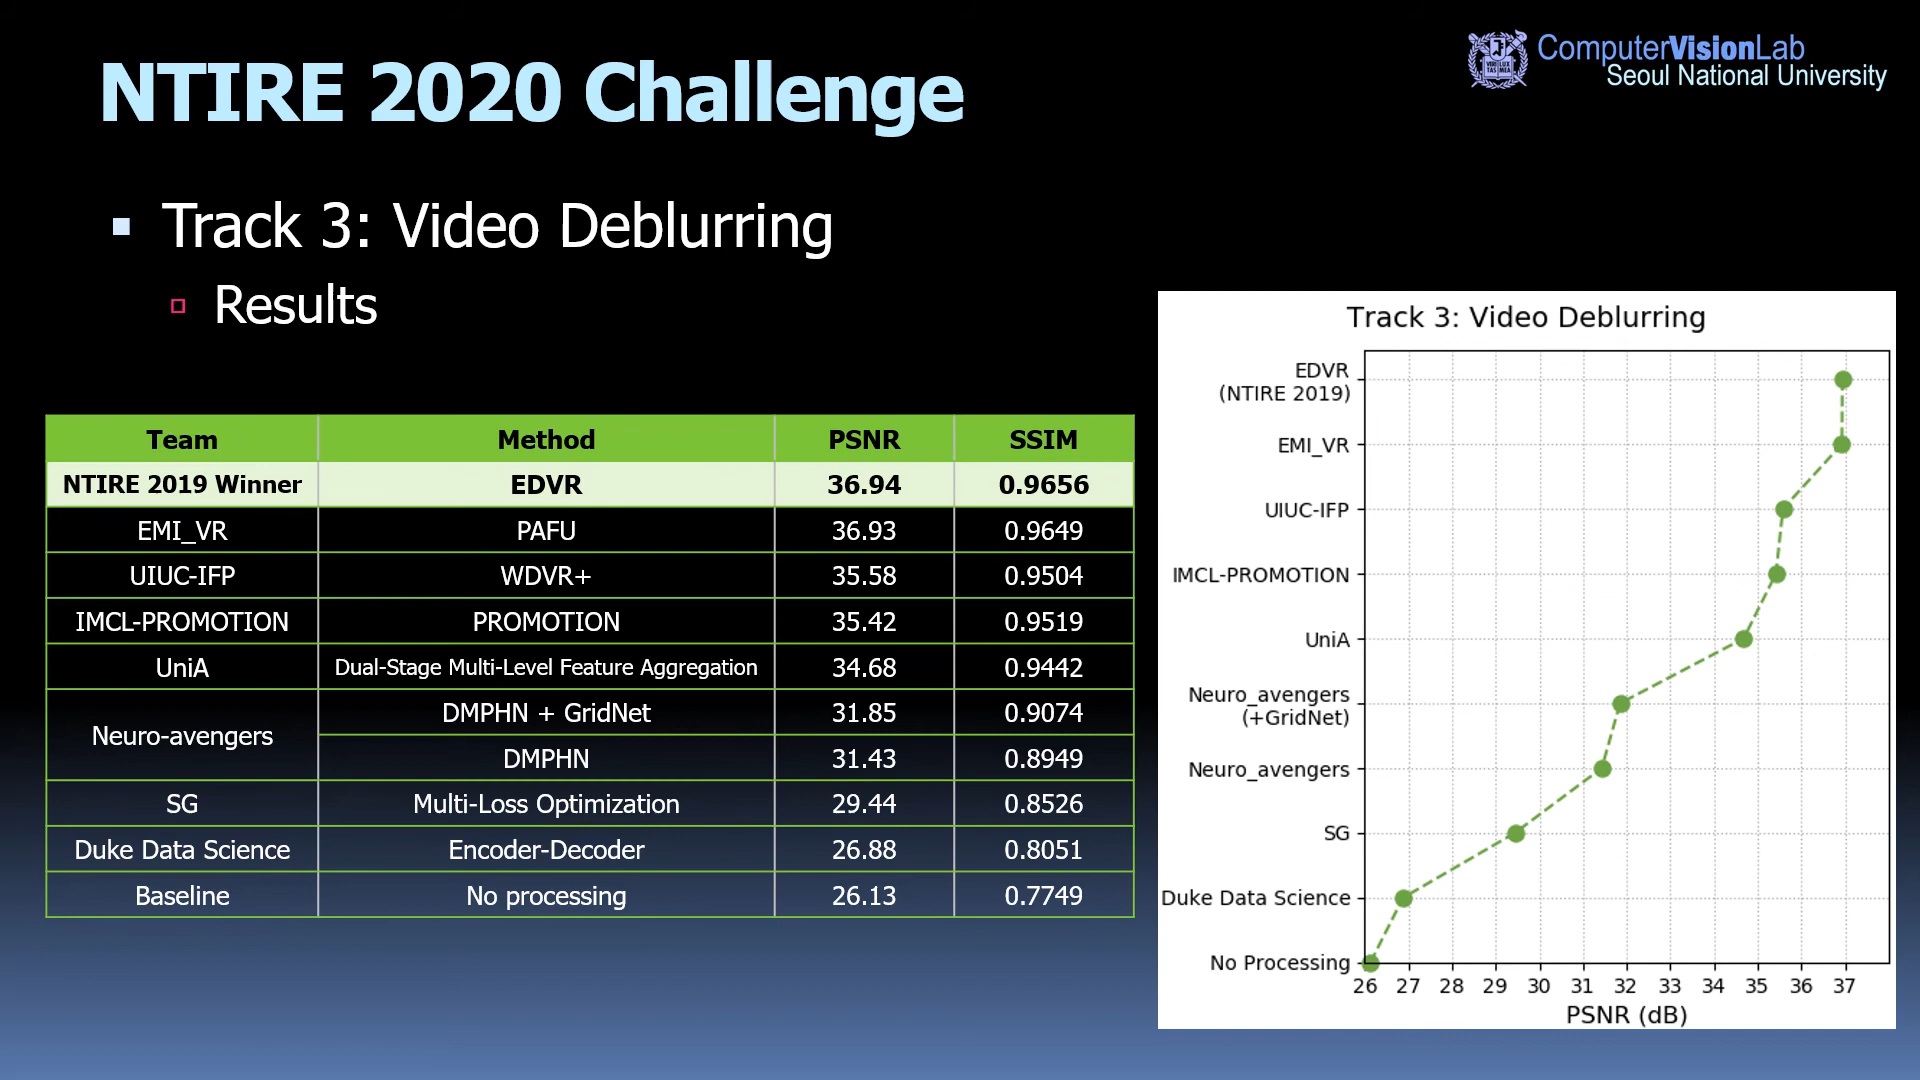 NTIRE 2020 Challenge
ComputerVisionLab
Seoul National University
Track 3: Video Deblurring
Results
Team Method PSNR SSIM
NTIRE 2019 Winner EDVR 36.94 0.9656
EMI_VR PAFU 36.93 0.9649
UIUC-IFP WDVR+ 35.58 0.9504
IMCL-PROMOTION PROMOTION 35.42 0.9519
UniA Dual-Stage Multi-Level Feature Aggregation 34.68 0.9442
Neuro-avengers DMPHN + GridNet 31.85 0.9074
DMPHN 31.43 0.8949
SG Multi-Loss Optimization 29.44 0.8526
Duke Data Science Encoder-Decoder 26.88 0.8051
Baseline No processing 26.13 0.7749
Track 3: Video Deblurring
EDVR
(NTIRE 2019)
EMI_VR
UIUC-IFP
IMCL-PROMOTION
UniA
Neuro_avengers
(+GridNet)
Neuro_avengers
SG
Duke Data Science
No Processing
26 27 28 29 30 31 32 33 34 35 36 37
PSNR (dB)